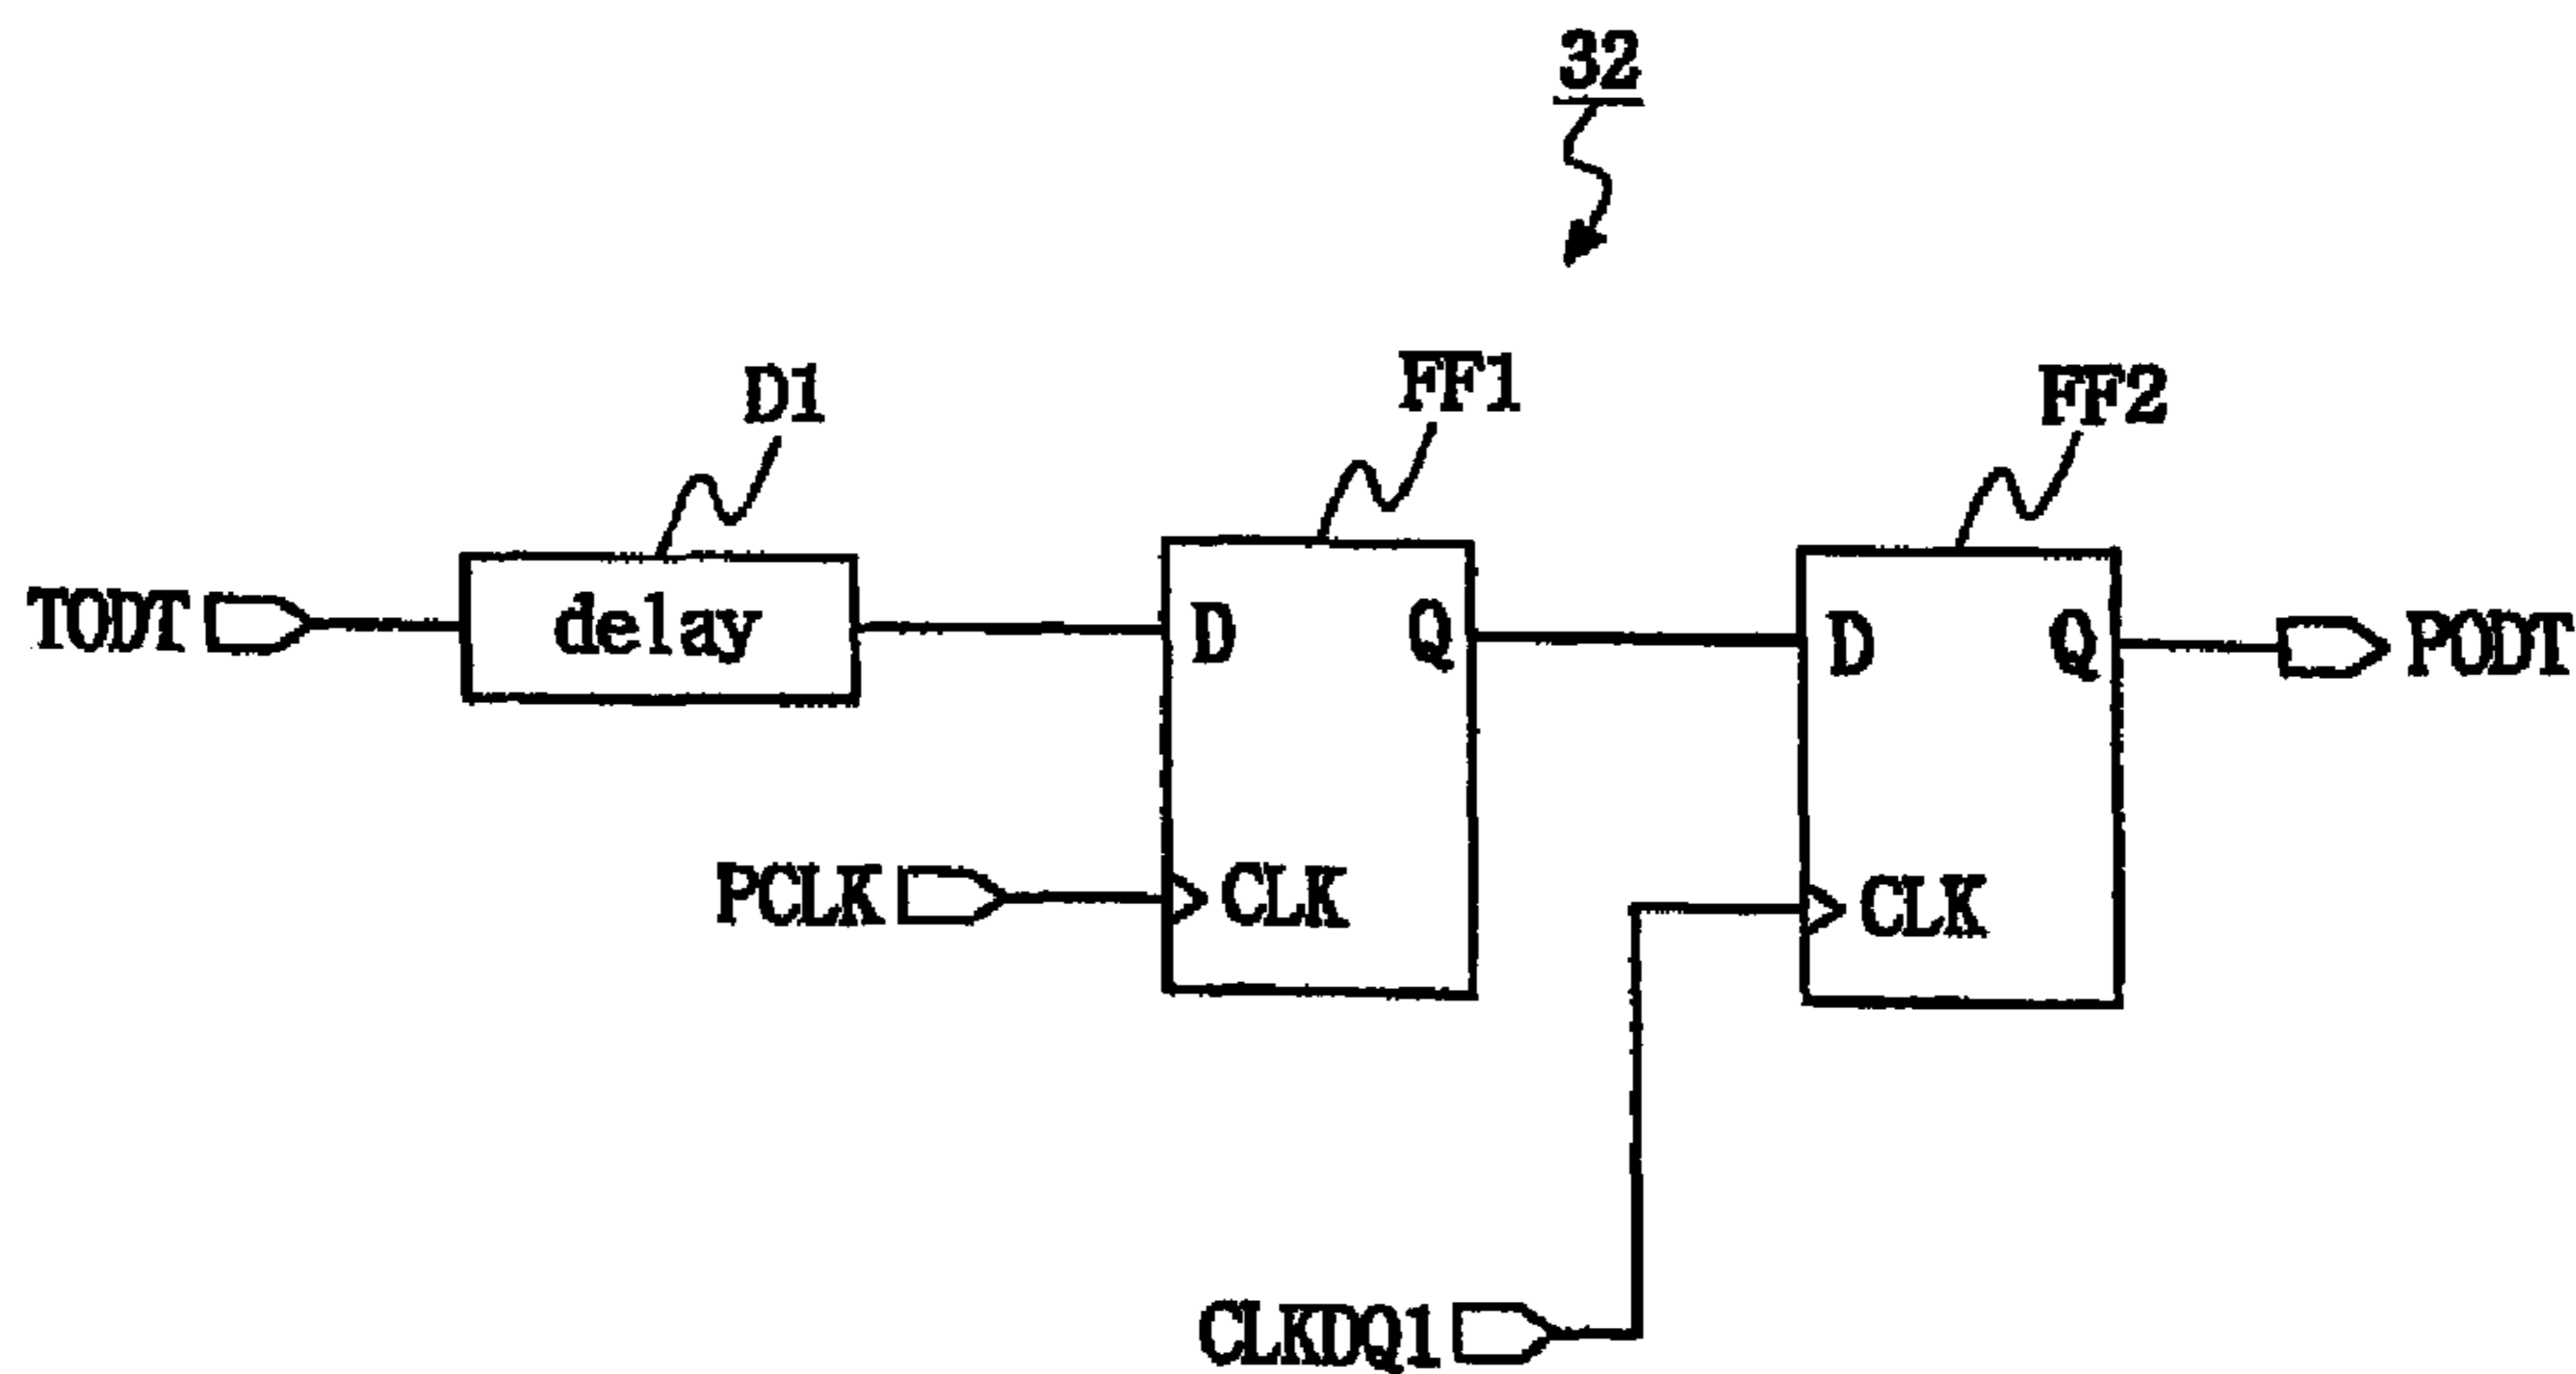 32
D1
FF1
FF2
TODT
delay
D
Q
D
Q
PODT
PCLK
CLK
CLK
CLKDQ1